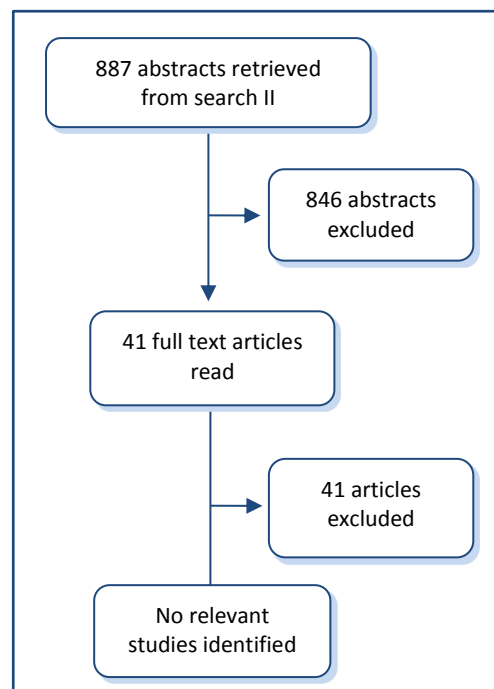 887 abstracts retrieved
from search II
846 abstracts
excluded
41 full text articles
read
41 articles
excluded
No relevant
studies identified